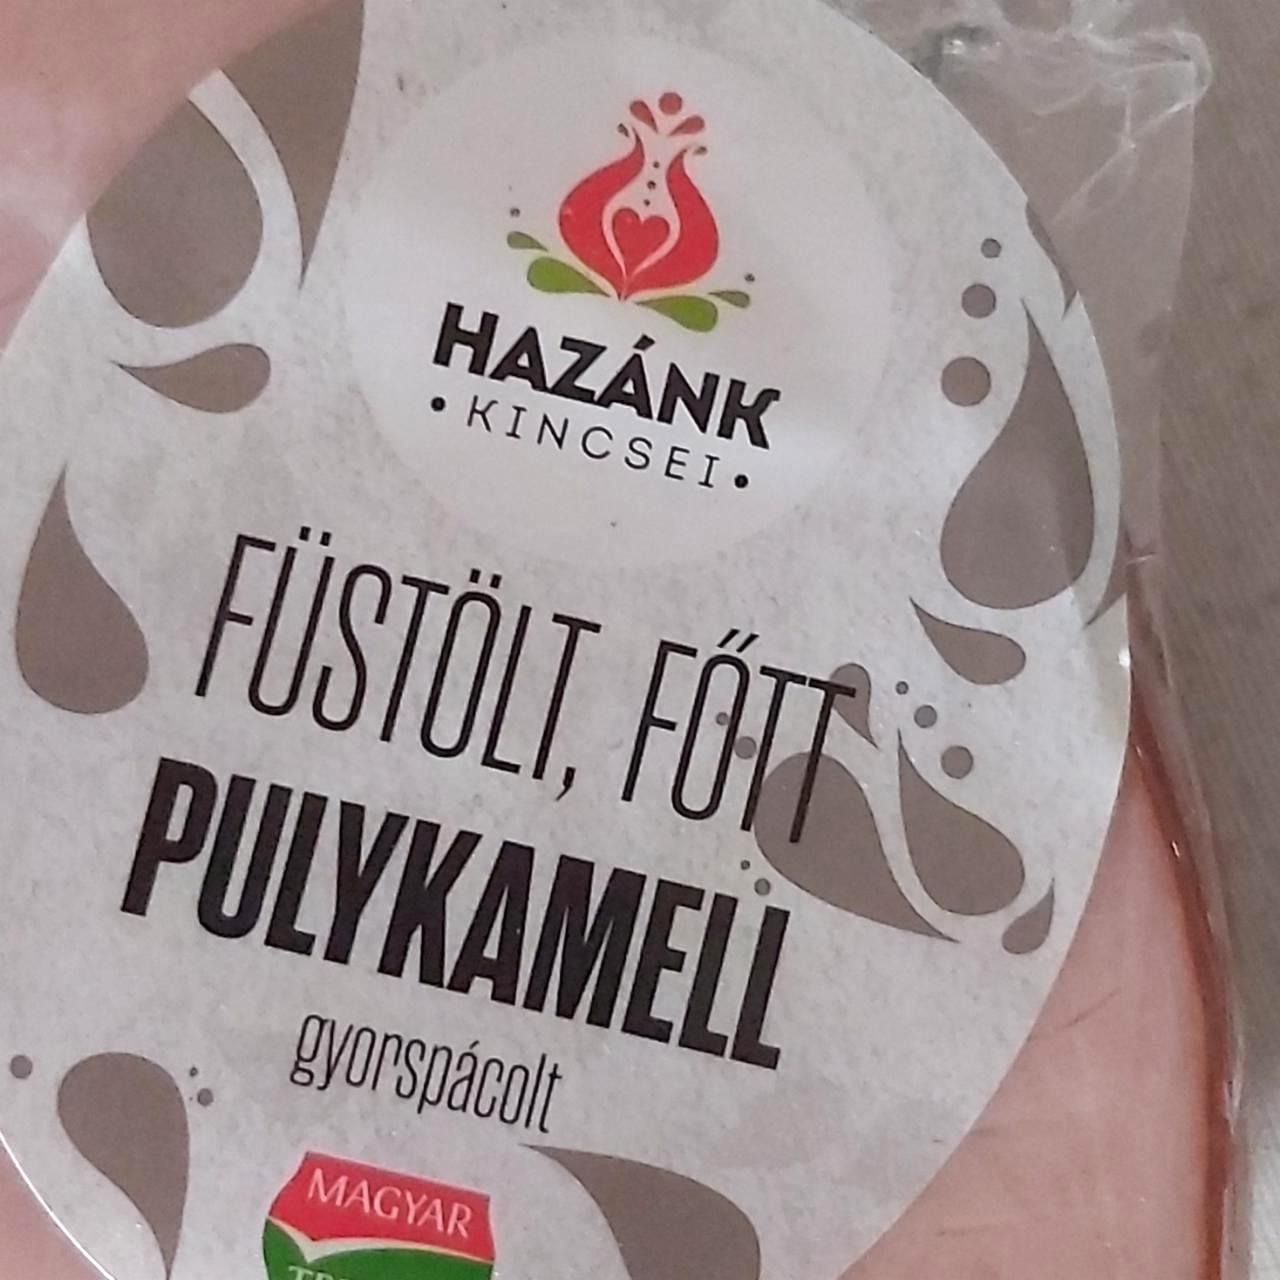 HAZÁNK
• KINCSEI •
FÜSTÖLT, FŐTT
PULYKAMELL
gyorspácolt
MAGYAR